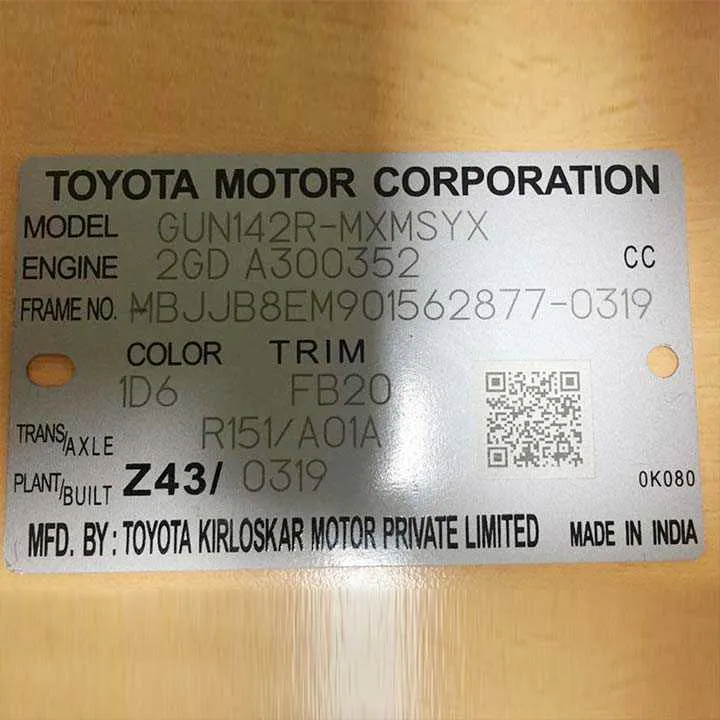 TOYOTA MOTOR CORPORATION
MODEL GUN142R-MXMSYX
ENGINE 2GD A300352 CC
FRAME NO. MBJJB8EM901562877-0319
COLOR TRIM
1D6 FB20
TRANS/AXLE R151/A01A
PLANT/BUILT Z43/ 0319
0K080
MFD. BY : TOYOTA KIRLOSKAR MOTOR PRIVATE LIMITED MADE IN INDIA